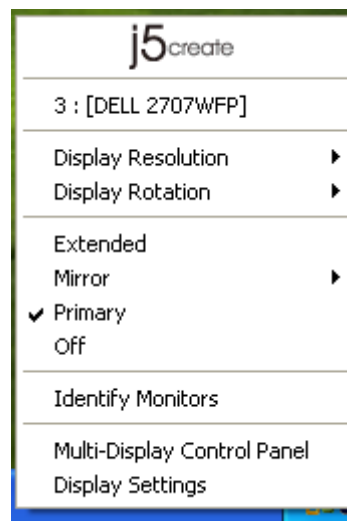 j5create
3 : [DELL 2707WFP]
Display Resolution
Display Rotation
Extended
Mirror
Primary
Off
Identify Monitors
Multi-Display Control Panel
Display Settings